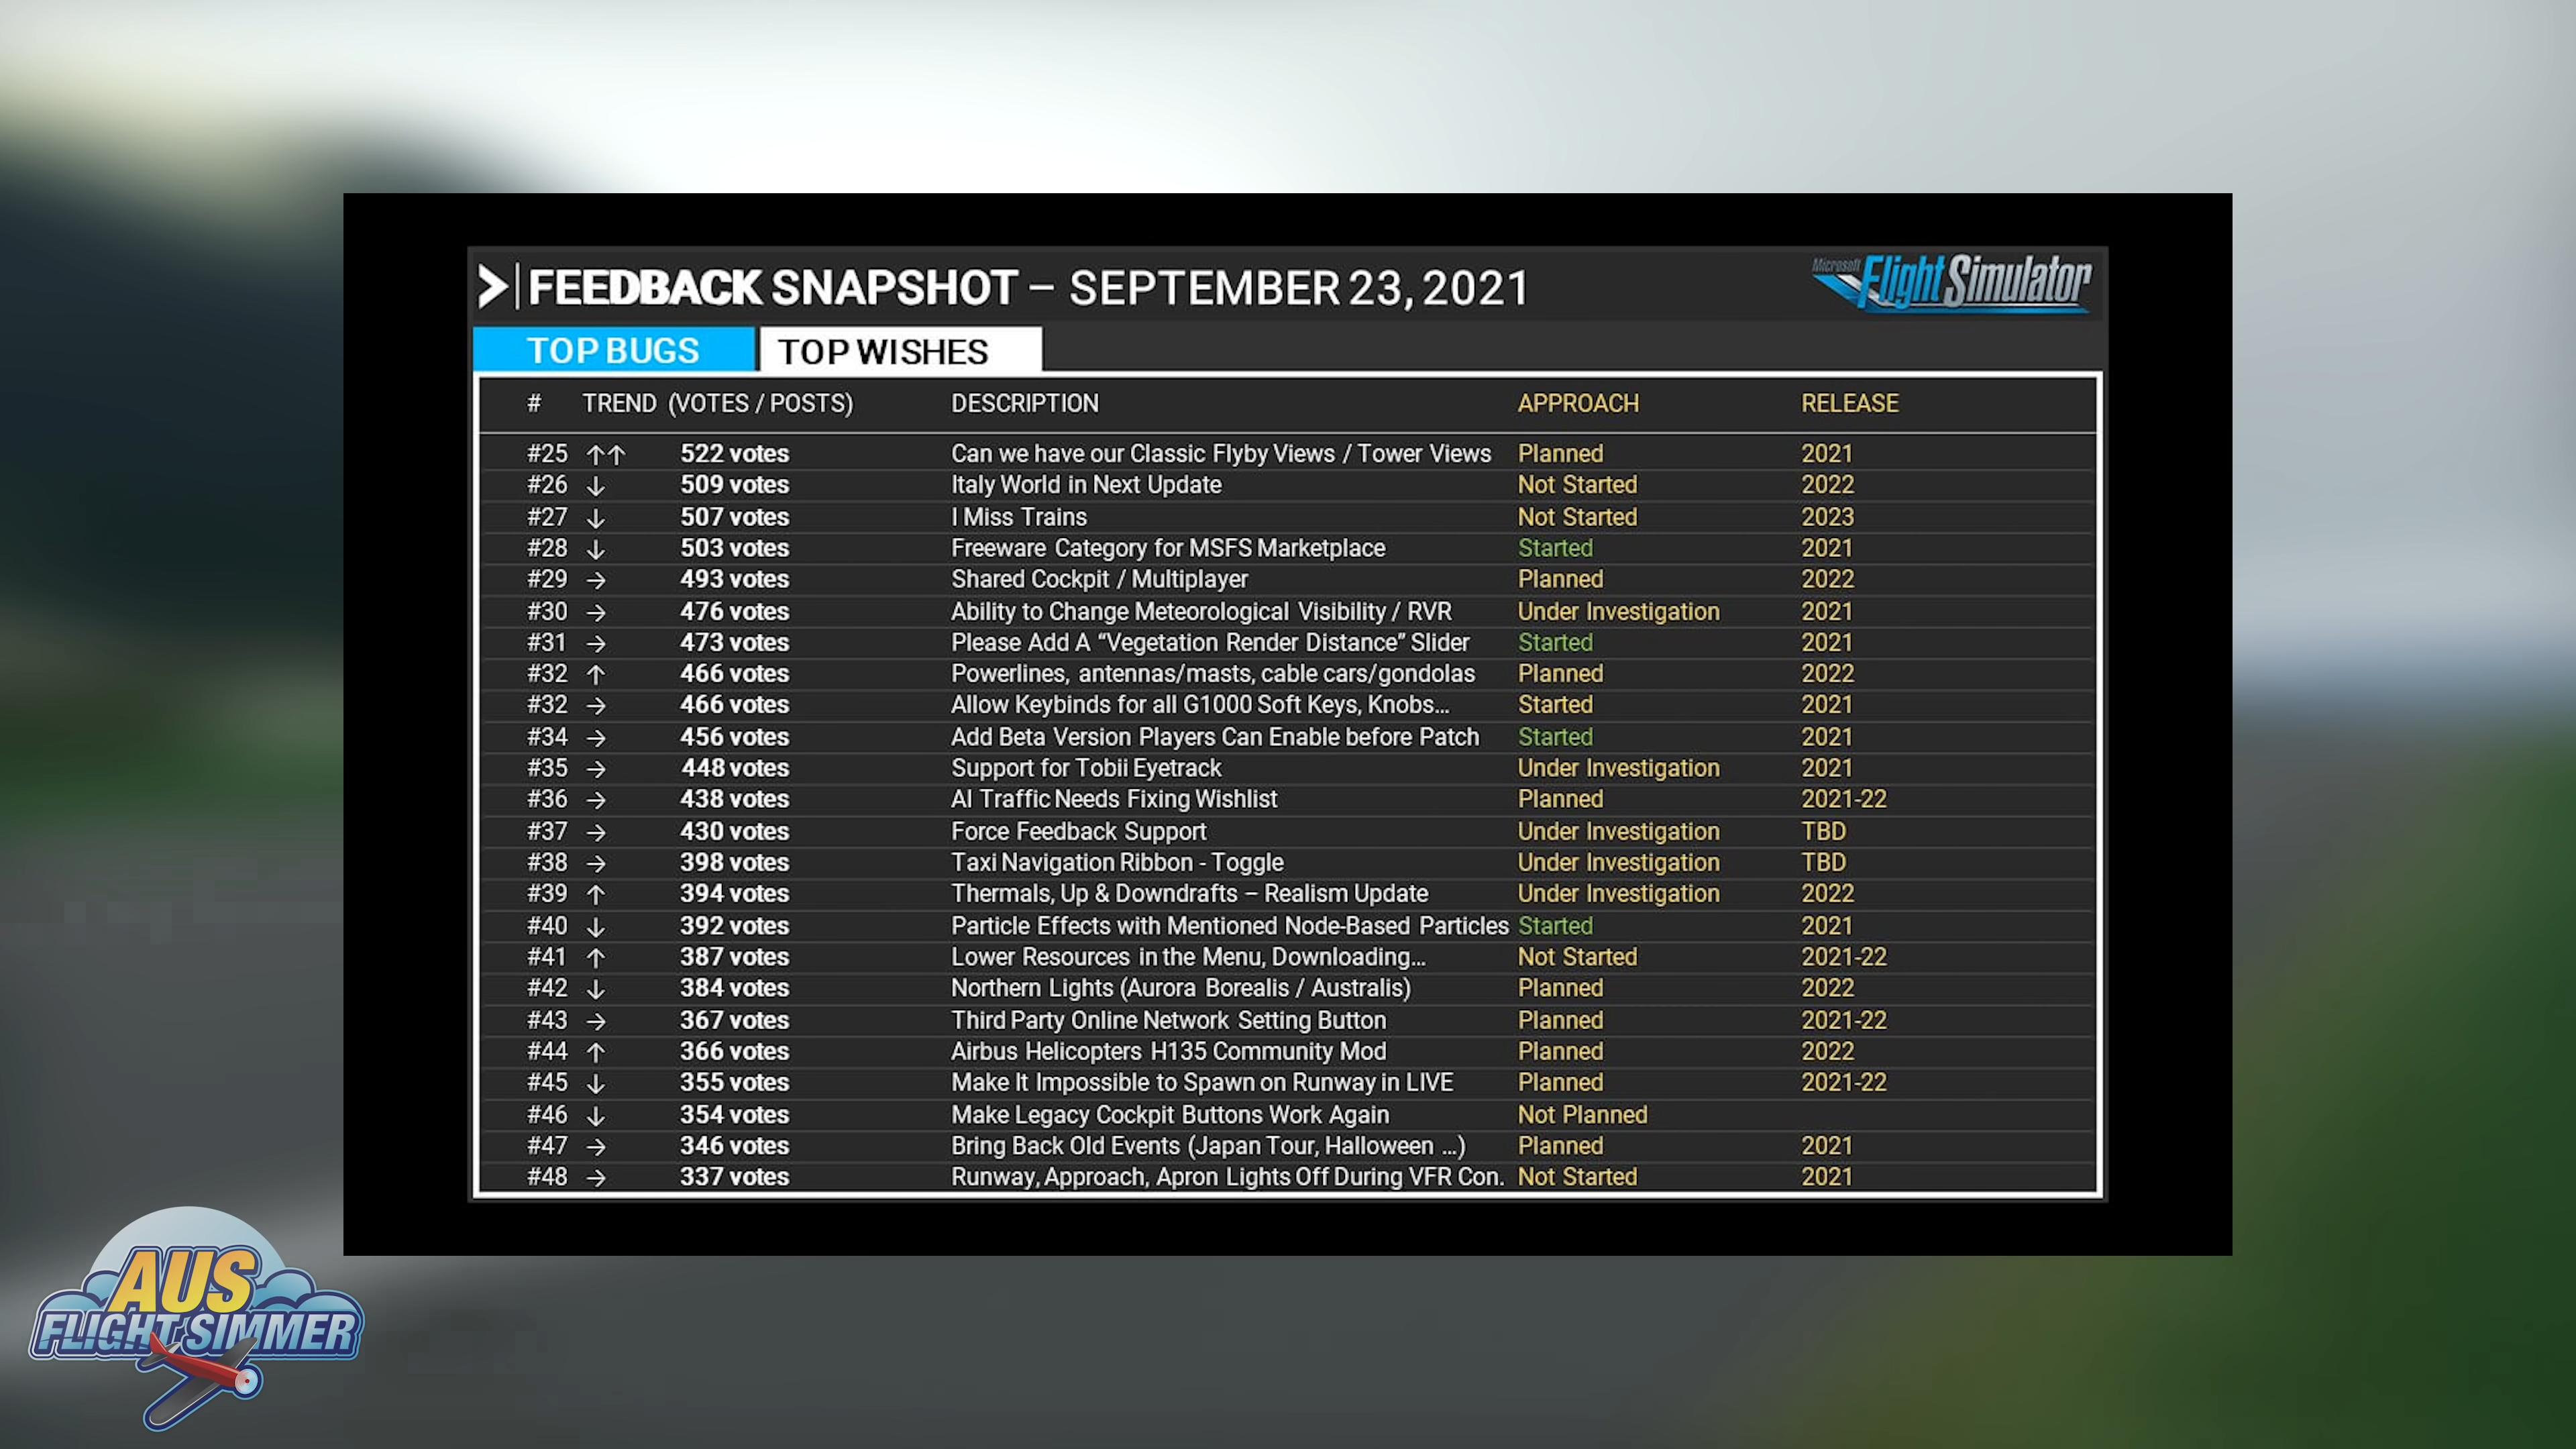 FEEDBACK SNAPSHOT – SEPTEMBER 23, 2021
Microsoft Flight Simulator
TOP BUGS TOP WISHES
# TREND (VOTES / POSTS) DESCRIPTION APPROACH RELEASE
#25 ↑↑ 522 votes Can we have our Classic Flyby Views / Tower Views Planned 2021
#26 ↓ 509 votes Italy World in Next Update Not Started 2022
#27 ↓ 507 votes I Miss Trains Not Started 2023
#28 ↓ 503 votes Freeware Category for MSFS Marketplace Started 2021
#29 → 493 votes Shared Cockpit / Multiplayer Planned 2022
#30 → 476 votes Ability to Change Meteorological Visibility / RVR Under Investigation 2021
#31 → 473 votes Please Add A “Vegetation Render Distance” Slider Started 2021
#32 ↑ 466 votes Powerlines, antennas/masts, cable cars/gondolas Planned 2022
#32 → 466 votes Allow Keybinds for all G1000 Soft Keys, Knobs... Started 2021
#34 → 456 votes Add Beta Version Players Can Enable before Patch Started 2021
#35 → 448 votes Support for Tobii Eyetrack Under Investigation 2021
#36 → 438 votes AI Traffic Needs Fixing Wishlist Planned 2021-22
#37 → 430 votes Force Feedback Support Under Investigation TBD
#38 → 398 votes Taxi Navigation Ribbon - Toggle Under Investigation TBD
#39 ↑ 394 votes Thermals, Up & Downdrafts – Realism Update Under Investigation 2022
#40 ↓ 392 votes Particle Effects with Mentioned Node-Based Particles Started 2021
#41 ↑ 387 votes Lower Resources in the Menu, Downloading... Not Started 2021-22
#42 ↓ 384 votes Northern Lights (Aurora Borealis / Australis) Planned 2022
#43 → 367 votes Third Party Online Network Setting Button Planned 2021-22
#44 ↑ 366 votes Airbus Helicopters H135 Community Mod Planned 2022
#45 ↓ 355 votes Make It Impossible to Spawn on Runway in LIVE Planned 2021-22
#46 ↓ 354 votes Make Legacy Cockpit Buttons Work Again Not Planned
#47 → 346 votes Bring Back Old Events (Japan Tour, Halloween ...) Planned 2021
#48 → 337 votes Runway, Approach, Apron Lights Off During VFR Con. Not Started 2021
AUS
FLIGHT SIMMER